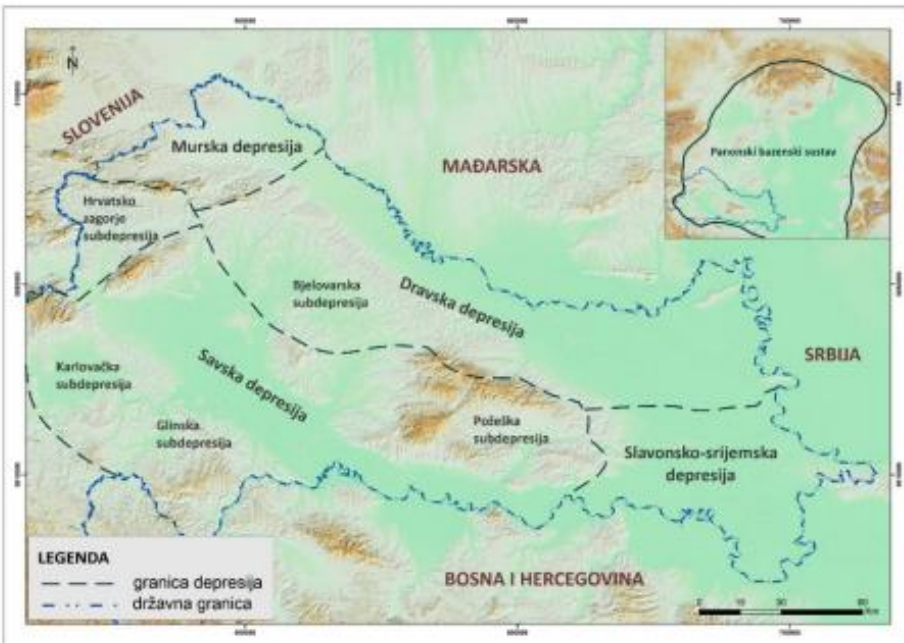 N
SLOVENIJA
Murska depresija
MAĐARSKA
Panonski bazenski sustav
Hrvatsko
zagorje
subdepresija
Bjelovarska
subdepresija
Dravska depresija
SRBIJA
Karlovačka
subdepresija
Savska depresija
Glinska
subdepresija
Požeška
subdepresija
Slavonsko-srijemska
depresija
BOSNA I HERCEGOVINA
LEGENDA
granica depresija
državna granica
0